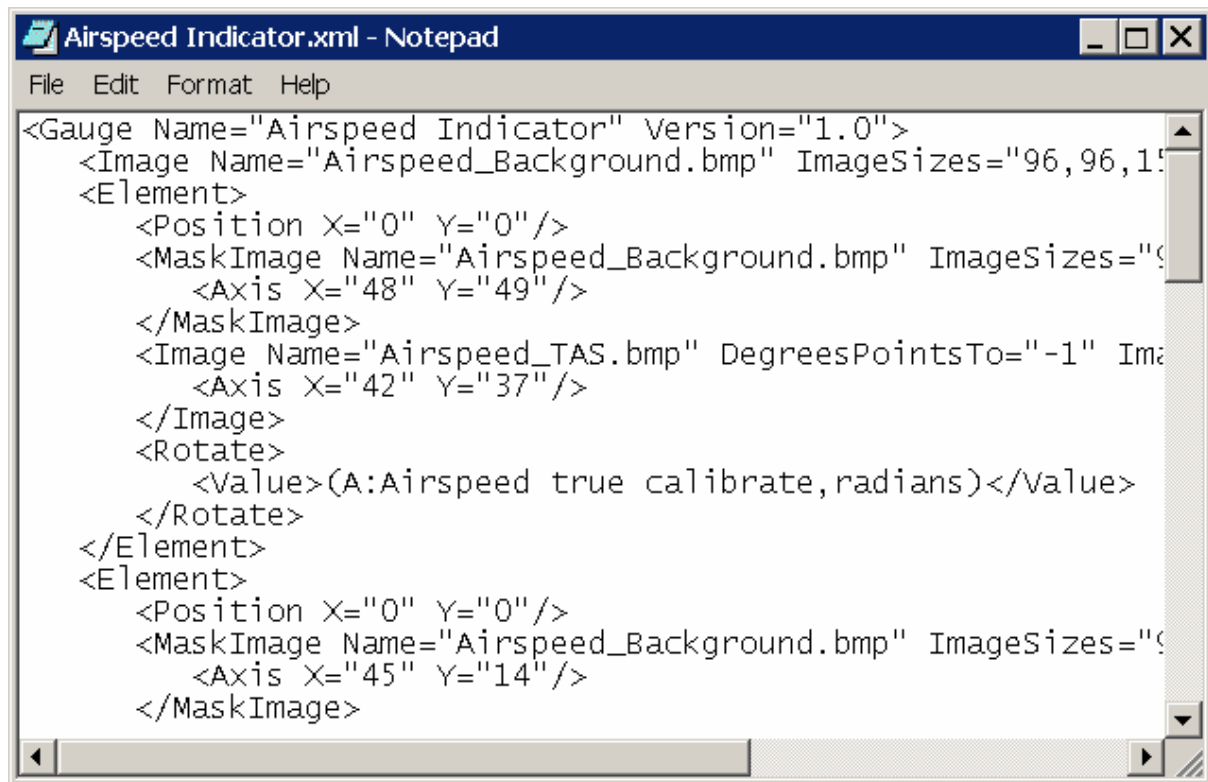 Airspeed Indicator.xml - Notepad
File Edit Format Help
<Gauge Name="Airspeed Indicator" Version="1.0">
   <Image Name="Airspeed_Background.bmp" ImageSizes="96,96,15
   <Element>
      <Position X="0" Y="0"/>
      <MaskImage Name="Airspeed_Background.bmp" ImageSizes="9
         <Axis X="48" Y="49"/>
      </MaskImage>
      <Image Name="Airspeed_TAS.bmp" DegreesPointsTo="-1" Ima
         <Axis X="42" Y="37"/>
      </Image>
      <Rotate>
         <Value>(A:Airspeed true calibrate,radians)</Value>
      </Rotate>
   </Element>
   <Element>
      <Position X="0" Y="0"/>
      <MaskImage Name="Airspeed_Background.bmp" ImageSizes="9
         <Axis X="45" Y="14"/>
      </MaskImage>